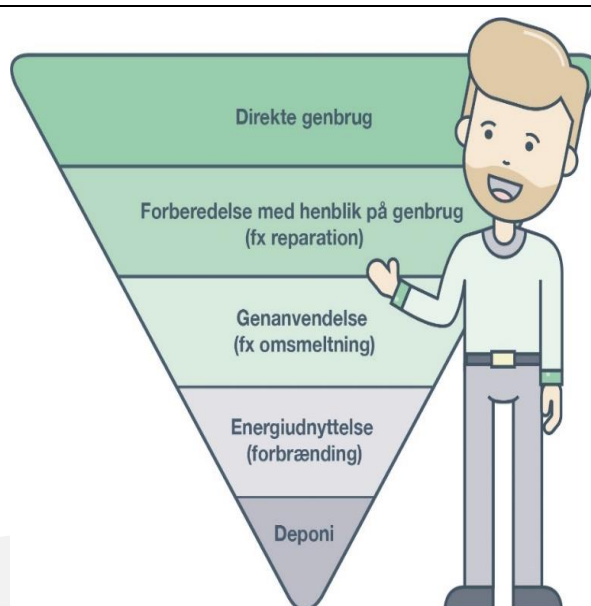 Direkte genbrug
Forberedelse med henblik på genbrug
(fx reparation)
Genanvendelse
(fx omsmeltning)
Energiudnyttelse
(forbrænding)
Deponi